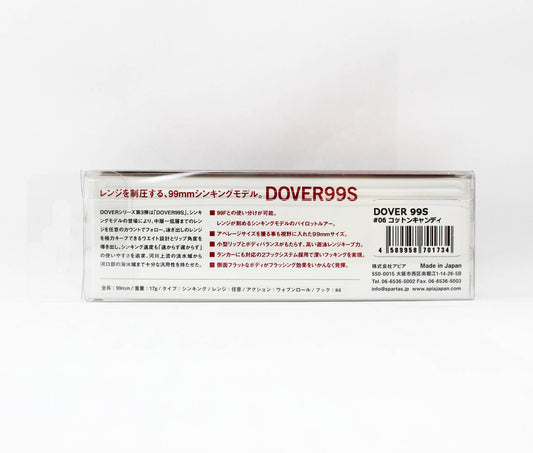 レンジを制圧する、99mmシンキングモデル。DOVER99S
DOVERシリーズ第3弾は「DOVER99S」。シンキ
ングモデルの登場により、中層〜低層までのレン
ジを任意のカウントでフォロー。泳ぎ出しのレンジ
を極力キープできるウエイト設計とリップ角度を
導き出し、シンキング速度も「速からず遅からず」
の使いやすさを追求。河川上流の流水域から
河口部の汽水域まで十分な汎用性を持たせた。
■ 99Fとの使い分けが可能。
レンジが刻めるシンキングモデルのパイロットルアー。
■ アベレージサイズを獲る事も視野に入れた99mmサイズ。
■ 小型リップとボディバランスがもたらす、高い遊泳レンジキープ力。
■ ランカーにも対応の2フックシステム採用で深いフッキングを実現。
■ 側面フラットなボディがフラッシング効果をいかんなく発揮。
全長：99mm / 重量：17g / タイプ：シンキング / レンジ：任意 / アクション：ウォブンロール / フック：#4
DOVER 99S
#06 コットンキャンディ
4 589958 701734
株式会社アピア Made in Japan
550-0015 大阪市西区南堀江1-14-26-5B
Tel. 06-6536-5002 Fax. 06-6536-5002
info@spartas.jp www.apiajapan.com